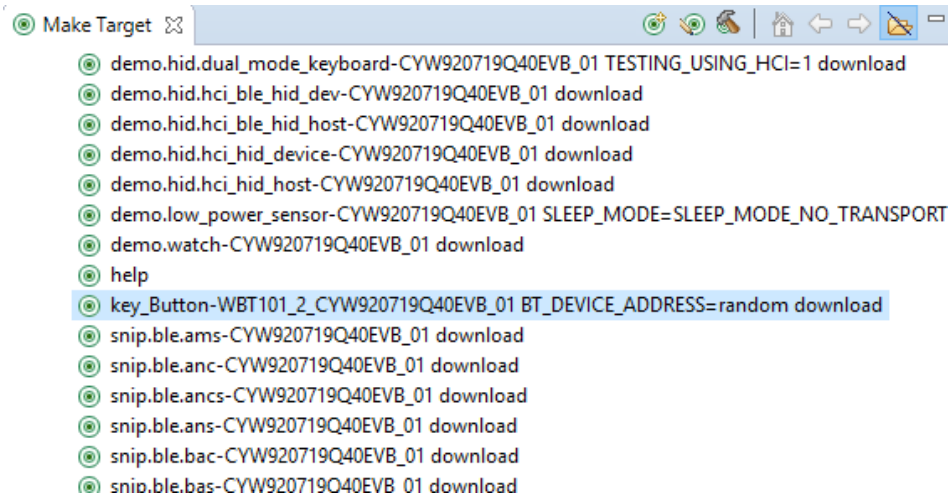 Make Target
demo.hid.dual_mode_keyboard-CYW920719Q40EVB_01 TESTING_USING_HCI=1 download
demo.hid.hci_ble_hid_dev-CYW920719Q40EVB_01 download
demo.hid.hci_ble_hid_host-CYW920719Q40EVB_01 download
demo.hid.hci_hid_device-CYW920719Q40EVB_01 download
demo.hid.hci_hid_host-CYW920719Q40EVB_01 download
demo.low_power_sensor-CYW920719Q40EVB_01 SLEEP_MODE=SLEEP_MODE_NO_TRANSPORT
demo.watch-CYW920719Q40EVB_01 download
help
key_Button-WBT101_2_CYW920719Q40EVB_01 BT_DEVICE_ADDRESS=random download
snip.ble.ams-CYW920719Q40EVB_01 download
snip.ble.anc-CYW920719Q40EVB_01 download
snip.ble.ancs-CYW920719Q40EVB_01 download
snip.ble.ans-CYW920719Q40EVB_01 download
snip.ble.bac-CYW920719Q40EVB_01 download
snip.ble.bas-CYW920719Q40EVB_01 download